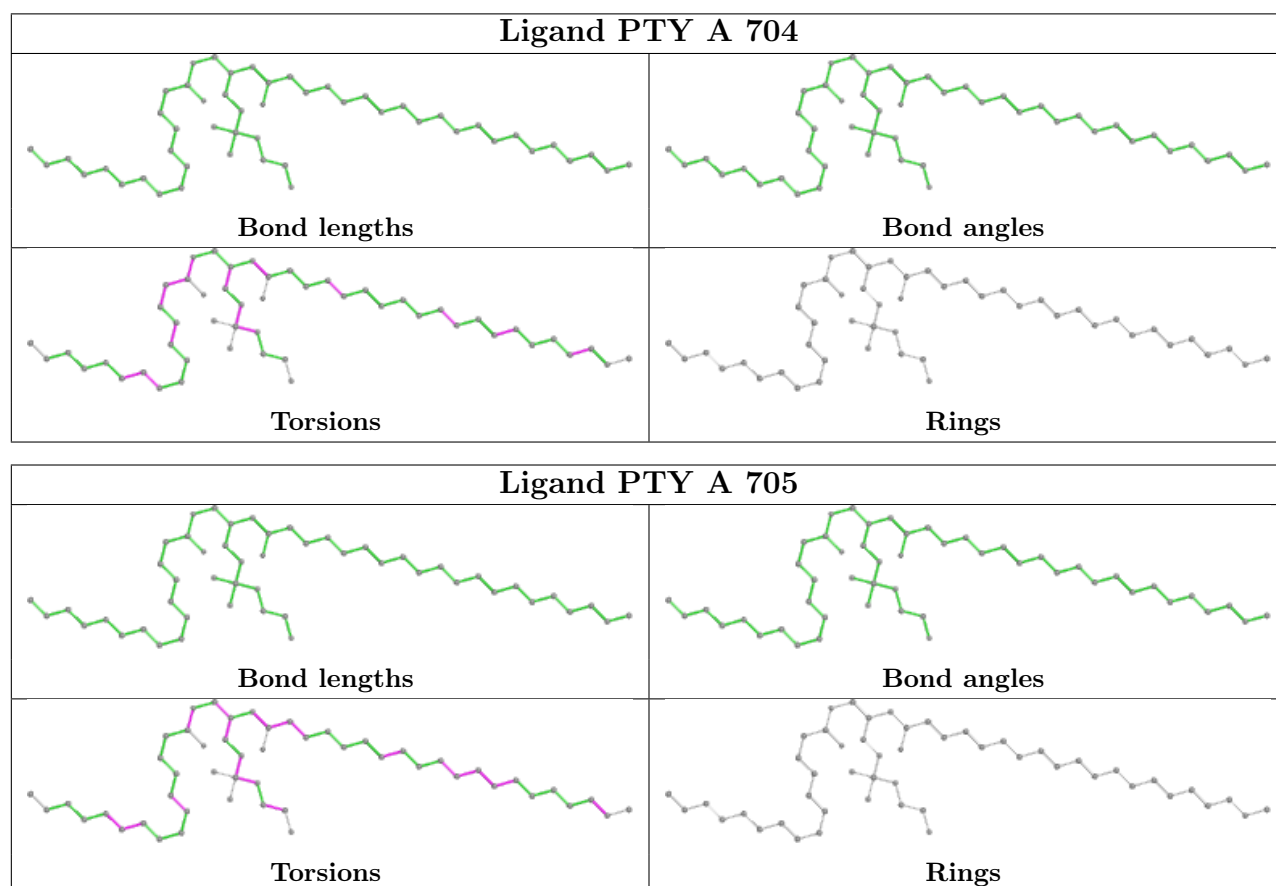 Ligand PTY A 704
Bond lengths
Bond angles
Torsions
Rings
Ligand PTY A 705
Bond lengths
Bond angles
Torsions
Rings